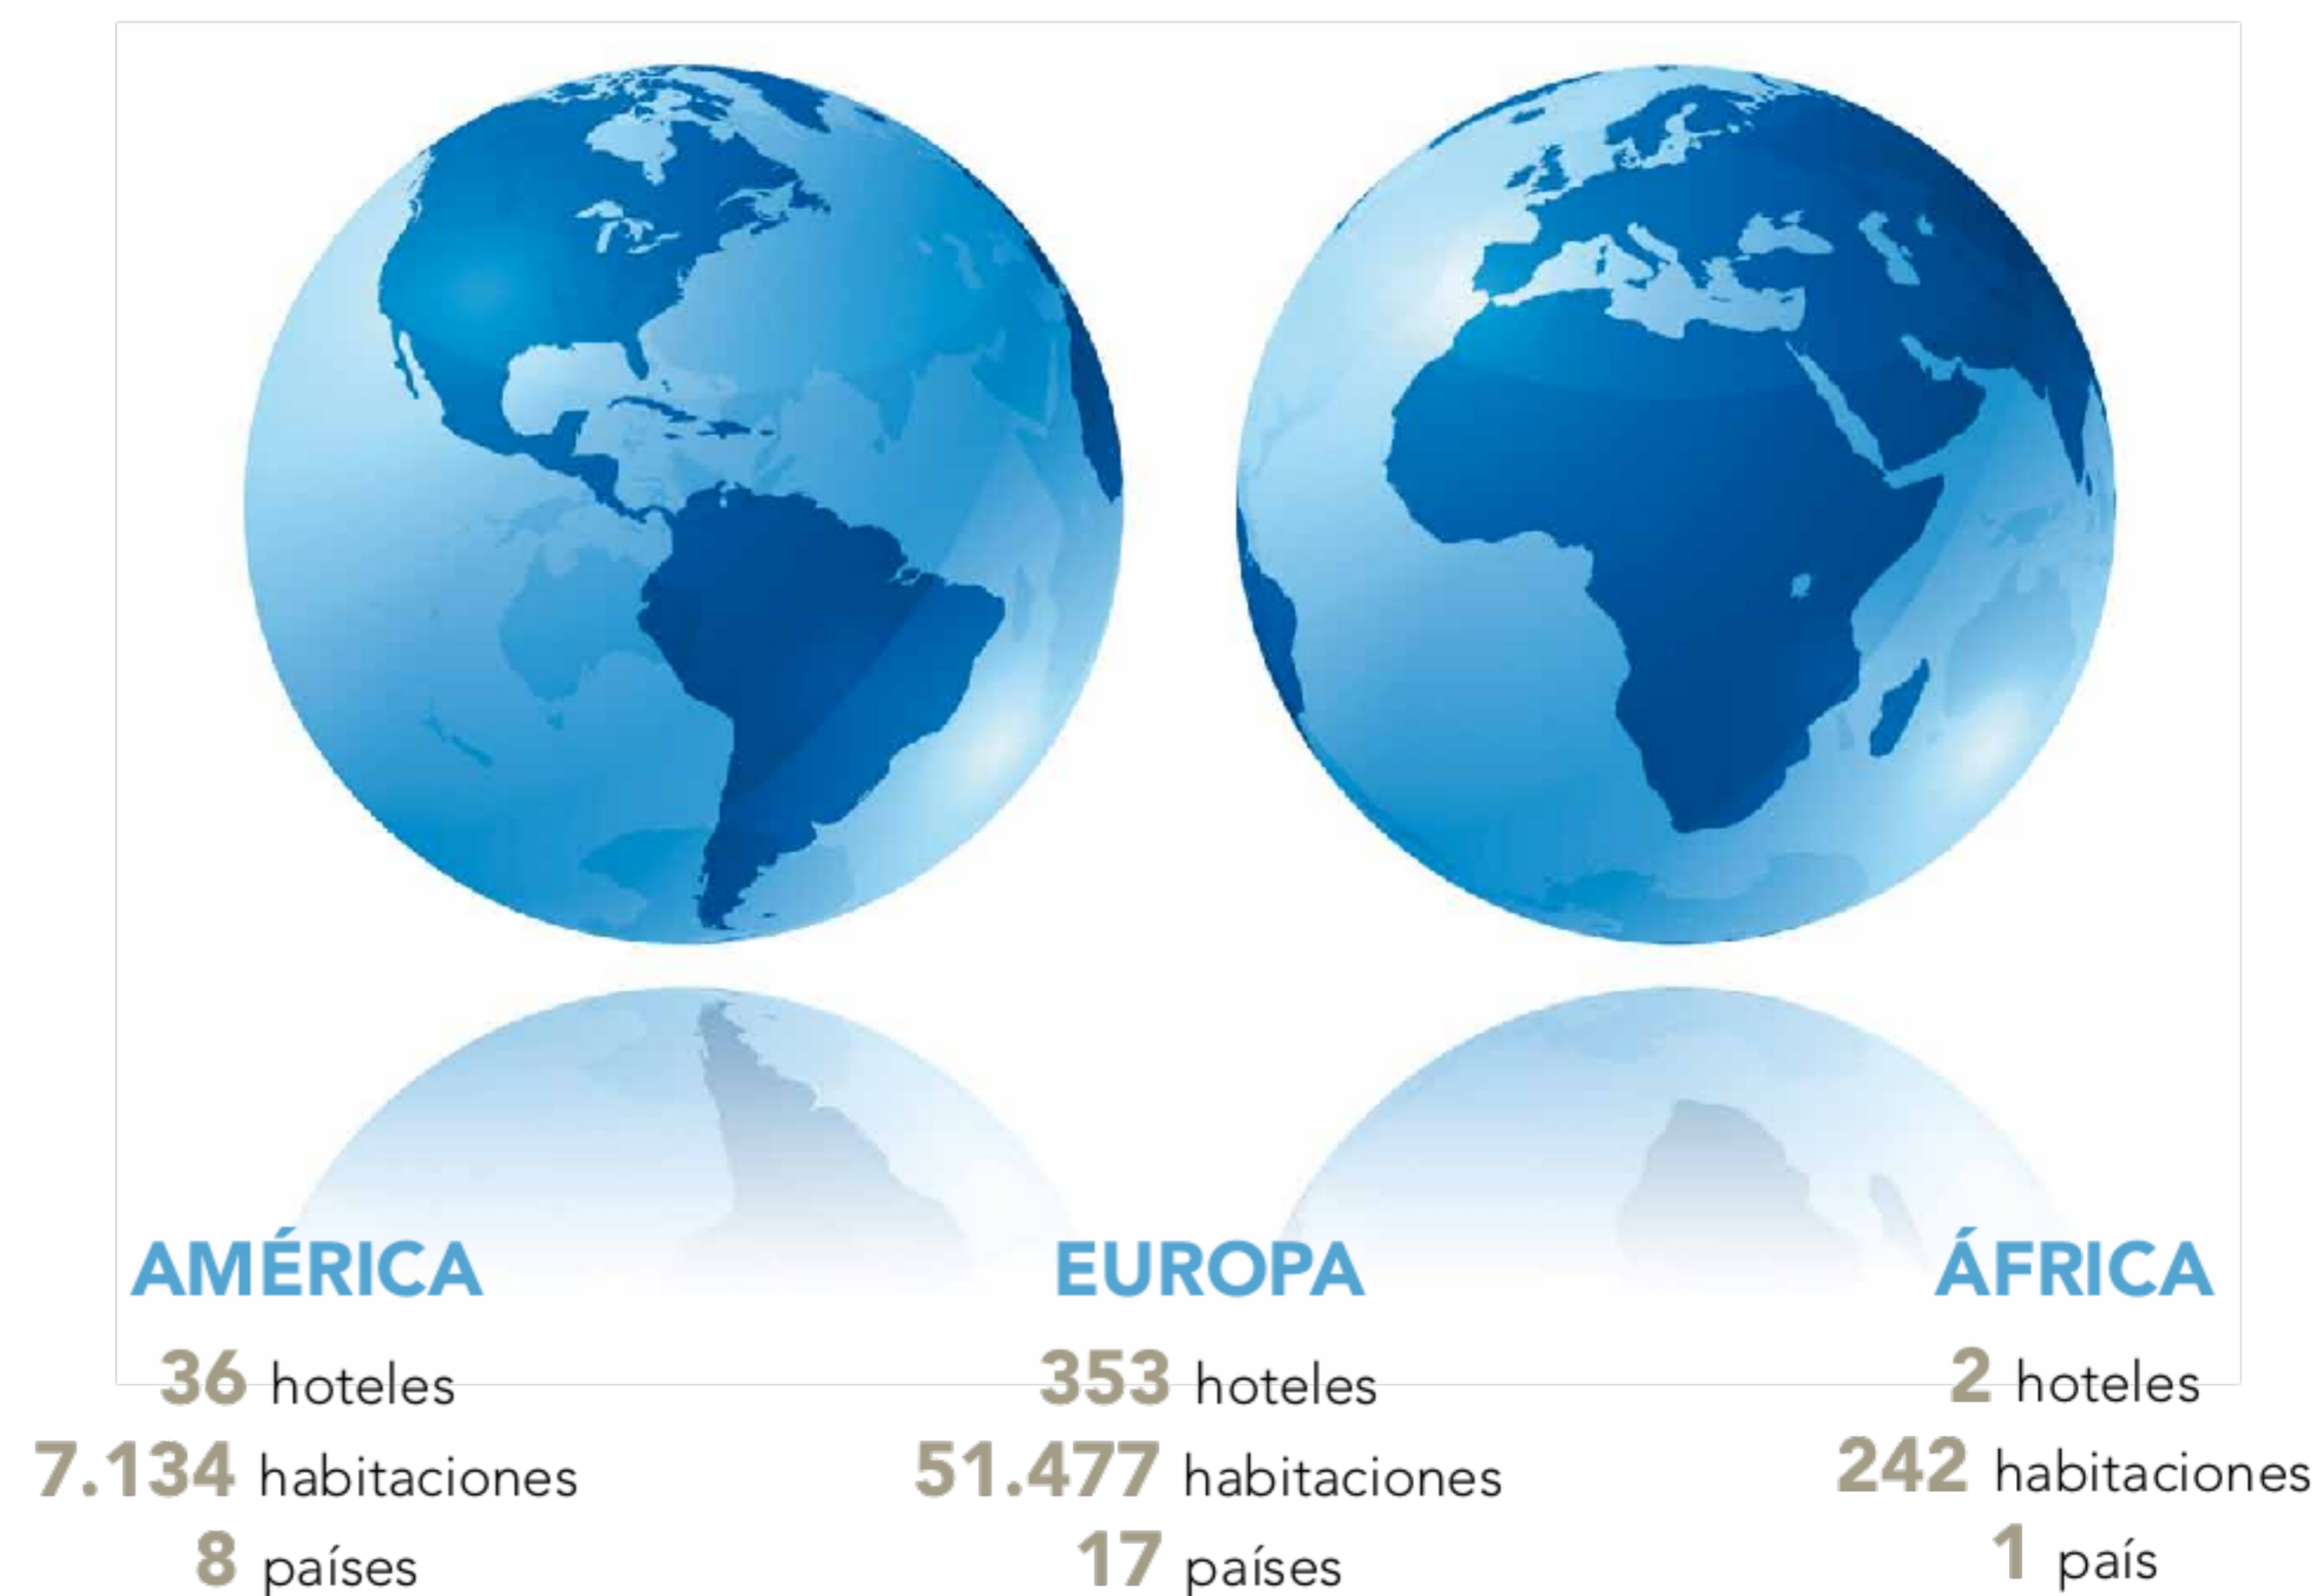 AMÉRICA
36 hoteles
7.134 habitaciones
8 países
EUROPA
353 hoteles
51.477 habitaciones
17 países
ÁFRICA
2 hoteles
242 habitaciones
1 país